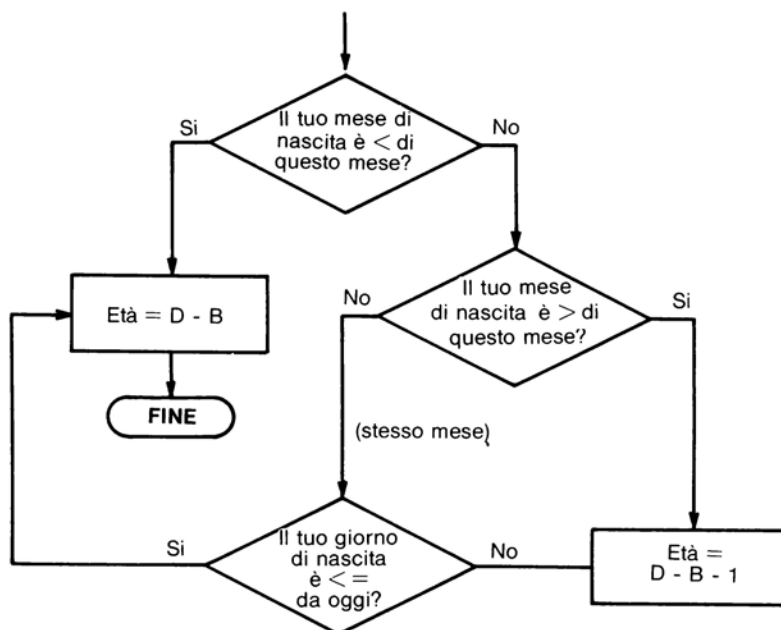 Il tuo mese di
nascita è < di
questo mese?
Si
No
Il tuo mese
di nascita è > di
questo mese?
No
Si
Età = D - B
FINE
(stesso mese)
Il tuo giorno
di nascita
è < =
da oggi?
Si
No
Età =
D - B - 1